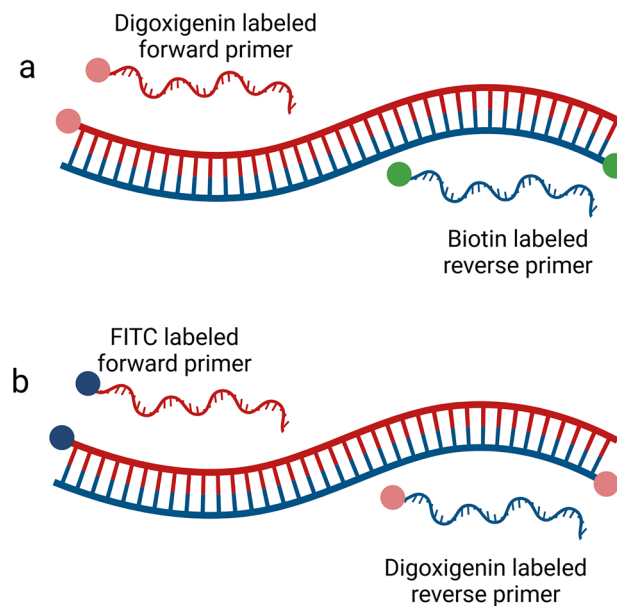 Digoxigenin labeled
forward primer
a
Biotin labeled
reverse primer
FITC labeled
forward primer
b
Digoxigenin labeled
reverse primer